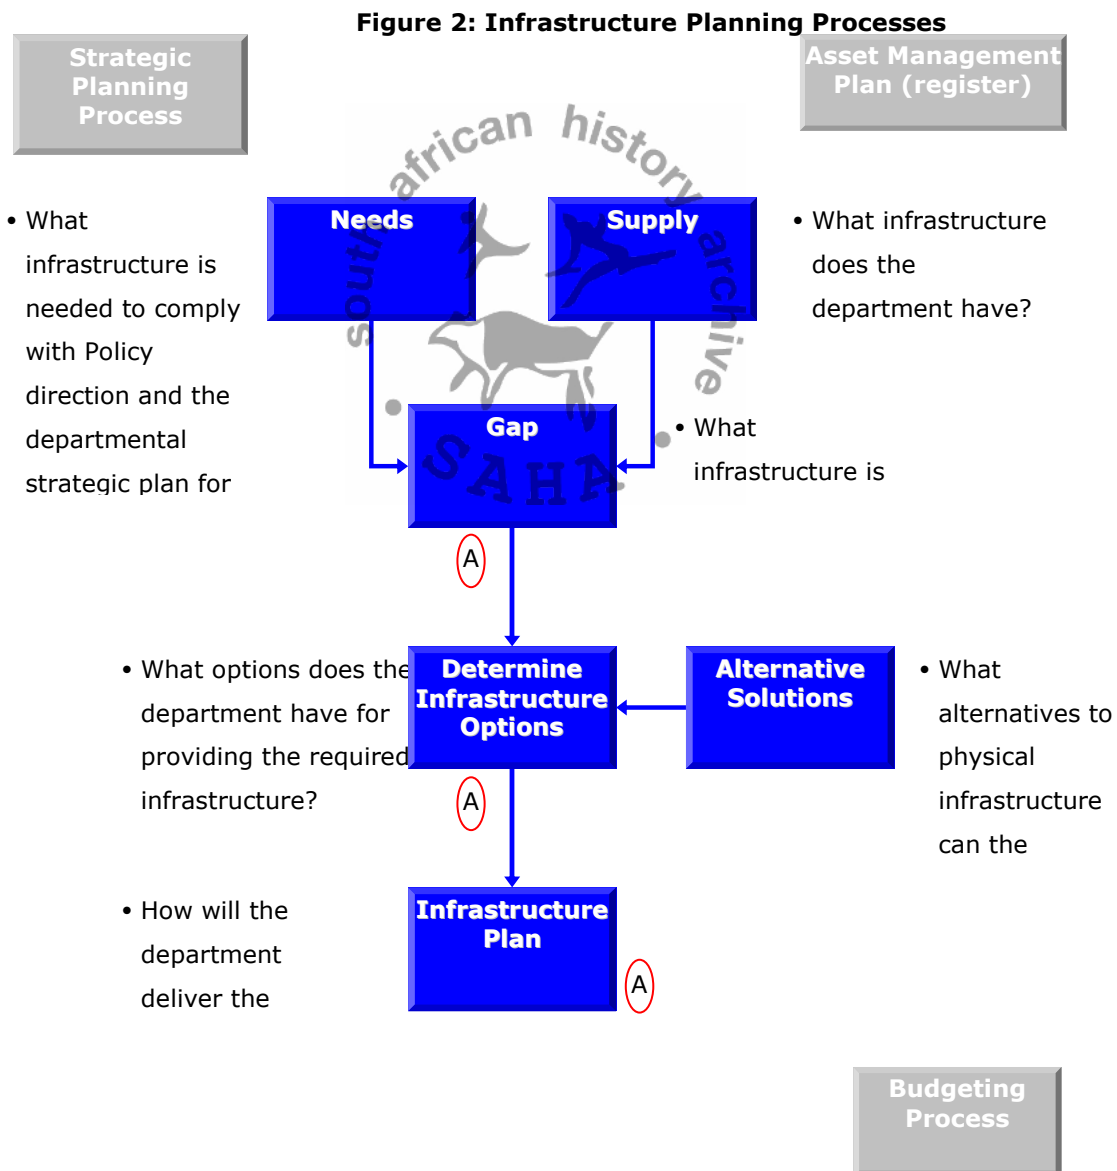 Figure 2: Infrastructure Planning Processes
Strategic
Planning
Process
Asset Management
Plan (register)
south african history archive
SAHA
• What
infrastructure is
needed to comply
with Policy
direction and the
departmental
strategic plan for
Needs
Supply
• What infrastructure
does the
department have?
Gap
• What
infrastructure is
A
• What options does the
department have for
providing the required
infrastructure?
Determine
Infrastructure
Options
Alternative
Solutions
• What
alternatives to
physical
infrastructure
can the
A
• How will the
department
deliver the
Infrastructure
Plan
A
Budgeting
Process